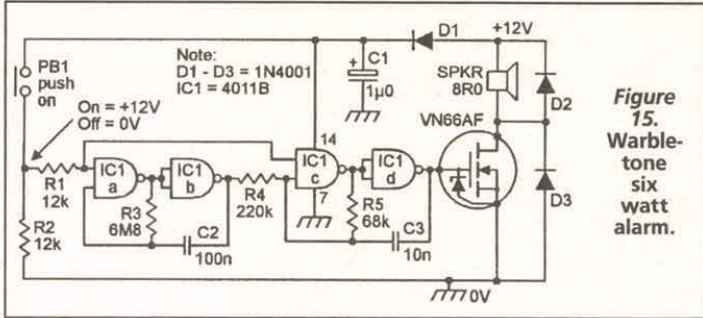 Note:
D1 - D3 = 1N4001
IC1 = 4011B
PB1
push
on
On = +12V
Off = 0V
C1
1µ0
+
D1
+12V
SPKR
8R0
D2
VN66AF
D3
14
7
IC1
a
IC1
b
IC1
c
IC1
d
R1
12k
R2
12k
R3
6M8
C2
100n
R4
220k
R5
68k
C3
10n
0V
Figure
15.
Warble-
tone
six
watt
alarm.